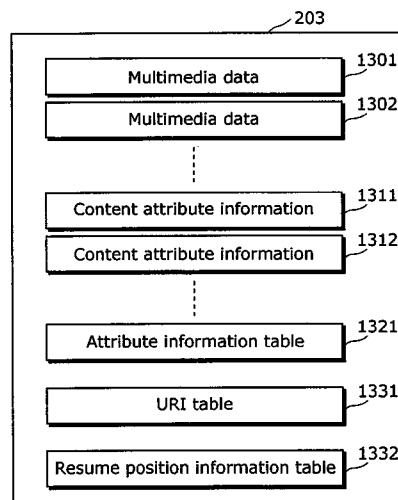 203
Multimedia data 1301
Multimedia data 1302
Content attribute information 1311
Content attribute information 1312
Attribute information table 1321
URI table 1331
Resume position information table 1332